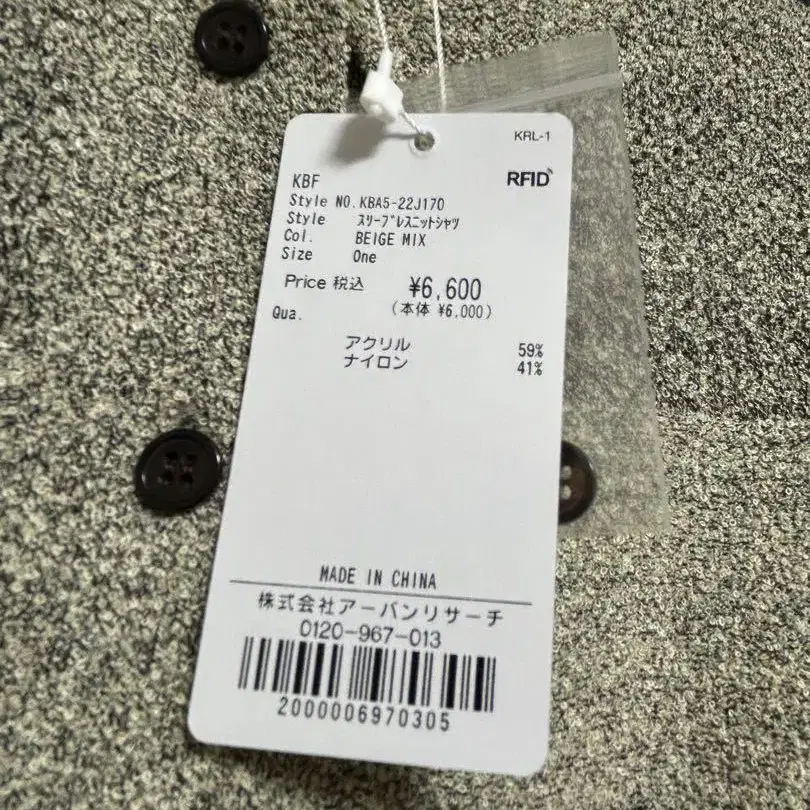 KRL-1
KBF
RFID
Style NO. KBA5-22J170
Style ｽﾘｰﾌﾞﾚｽﾆｯﾄｼｬﾂ
Col. BEIGE MIX
Size One
Price 税込 ¥6,600
(本体 ¥6,000)
Qua.
アクリル 59%
ナイロン 41%
MADE IN CHINA
株式会社アーバンリサーチ
0120-967-013
2000006970305